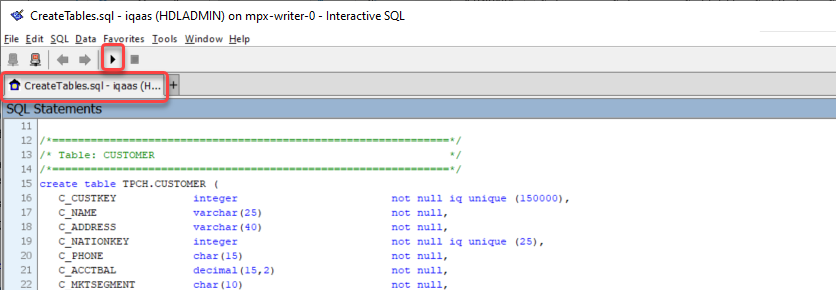 CreateTables.sql - iqaas (HDLADMIN) on mpx-writer-0 - Interactive SQL
File Edit SQL Data Favorites Tools Window Help
CreateTables.sql - iqaas (H... +
SQL Statements
11
12 /*==============================================================*/
13 /* Table: CUSTOMER */
14 /*==============================================================*/
15 create table TPCH.CUSTOMER (
16 C_CUSTKEY integer not null iq unique (150000),
17 C_NAME varchar(25) not null,
18 C_ADDRESS varchar(40) not null,
19 C_NATIONKEY integer not null iq unique (25),
20 C_PHONE char(15) not null,
21 C_ACCTBAL decimal(15,2) not null,
22 C_MKTSEGMENT char(10) not null,